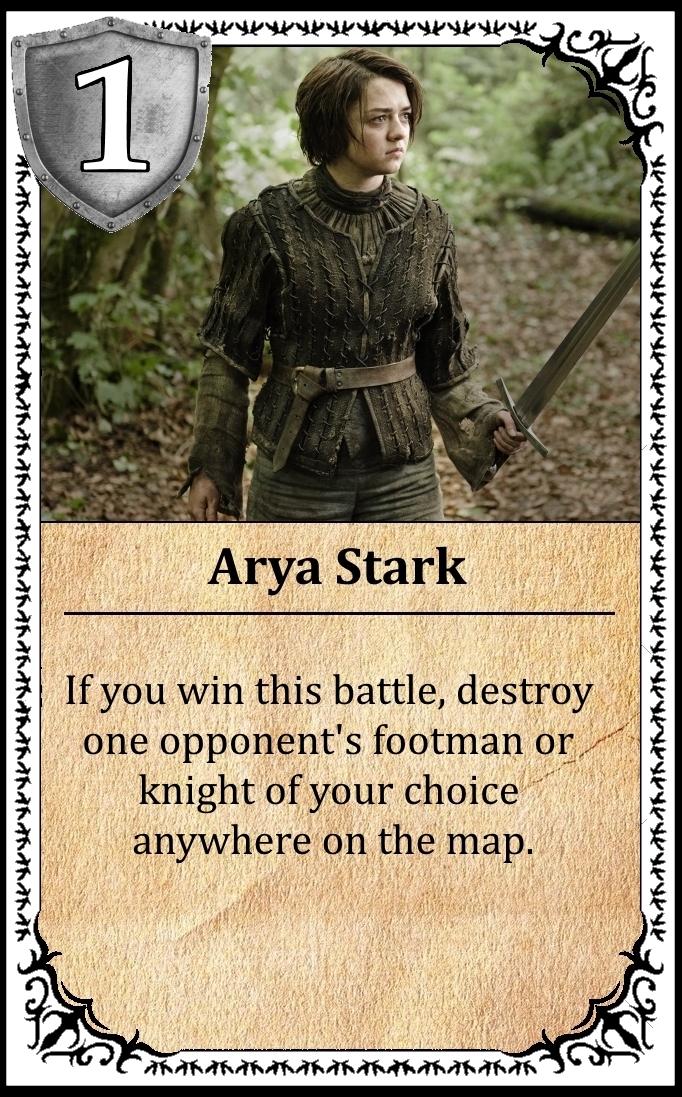 1
Arya Stark
If you win this battle, destroy
one opponent's footman or
knight of your choice
anywhere on the map.